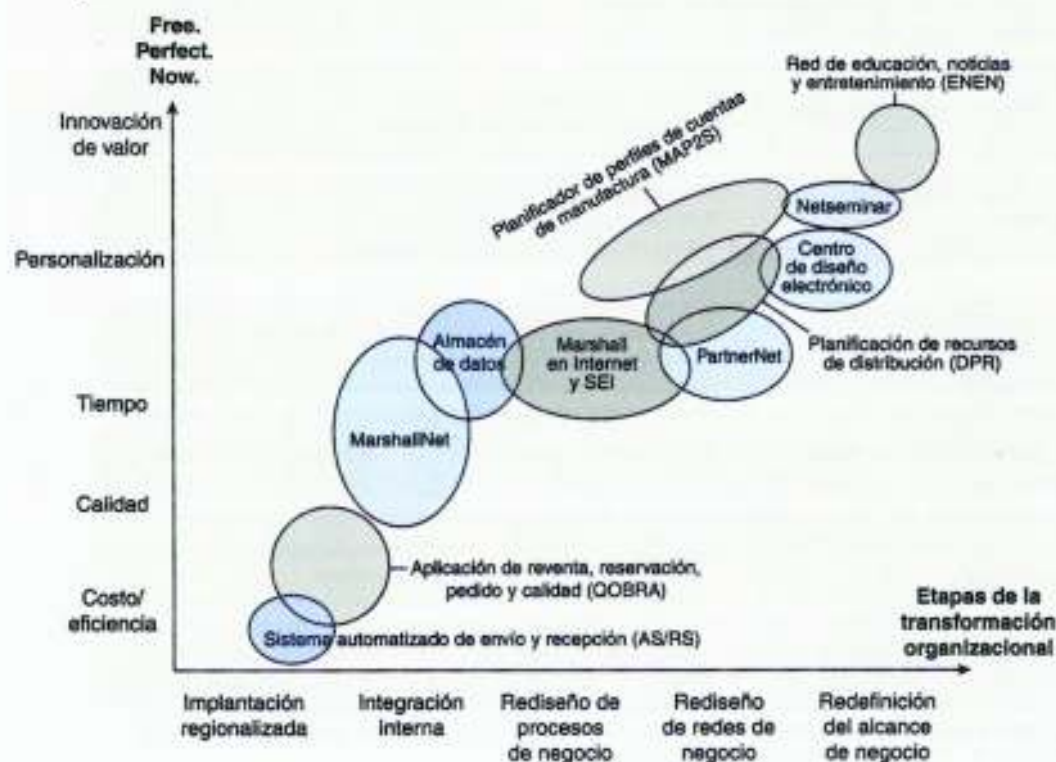 Free.
Perfect.
Now.
Innovación
de valor
Personalización
Tiempo
Calidad
Costo/
eficiencia
Red de educación, noticias
y entretenimiento (ENEN)
Planificador de perfiles de cuentas
de manufactura (MAP2S)
Netseminar
Centro
de diseño
electrónico
Almacén
de datos
Marshall
en Internet
y SEI
PartnerNet
Planificación de recursos
de distribución (DPR)
MarshallNet
Aplicación de reventa, reservación,
pedido y calidad (QOBRA)
Sistema automatizado de envío y recepción (AS/RS)
Etapas de la
transformación
organizacional
Implantación
regionalizada
Integración
interna
Rediseño de
procesos
de negocio
Rediseño
de redes de
negocio
Redefinición
del alcance
de negocio